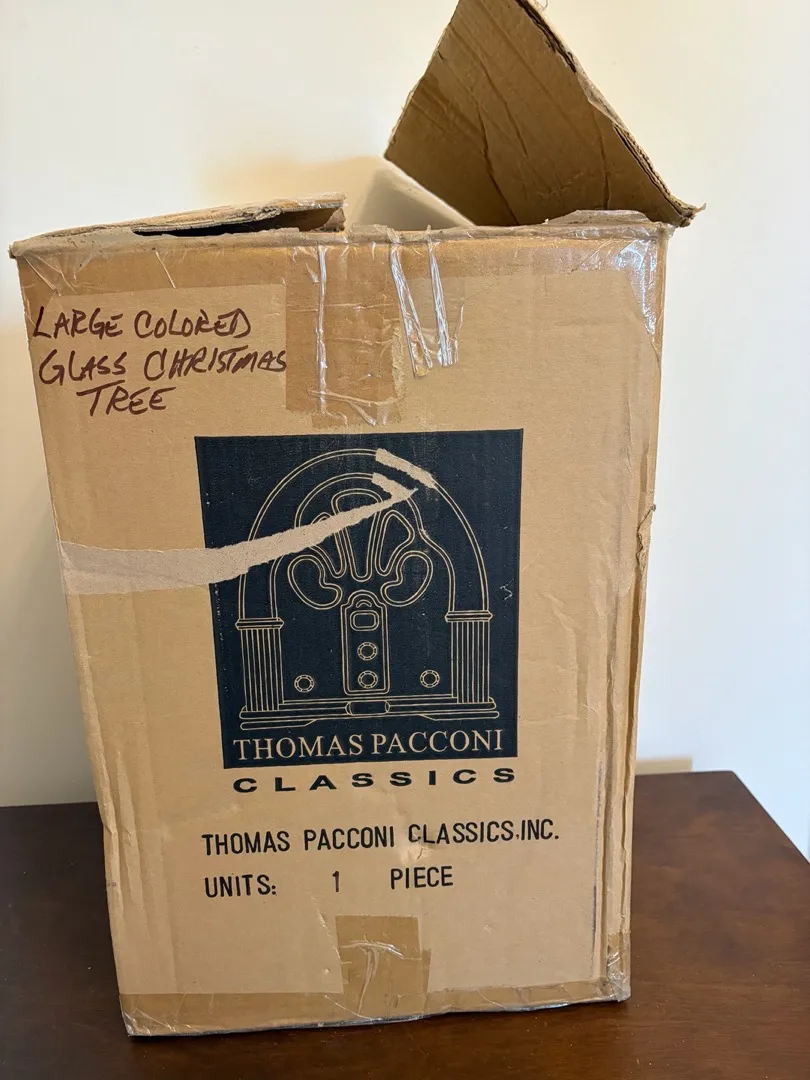 LARGE COLORED
GLASS CHRISTMAS
TREE
THOMAS PACCONI
CLASSICS
THOMAS PACCONI CLASSICS,INC.
UNITS: 1 PIECE